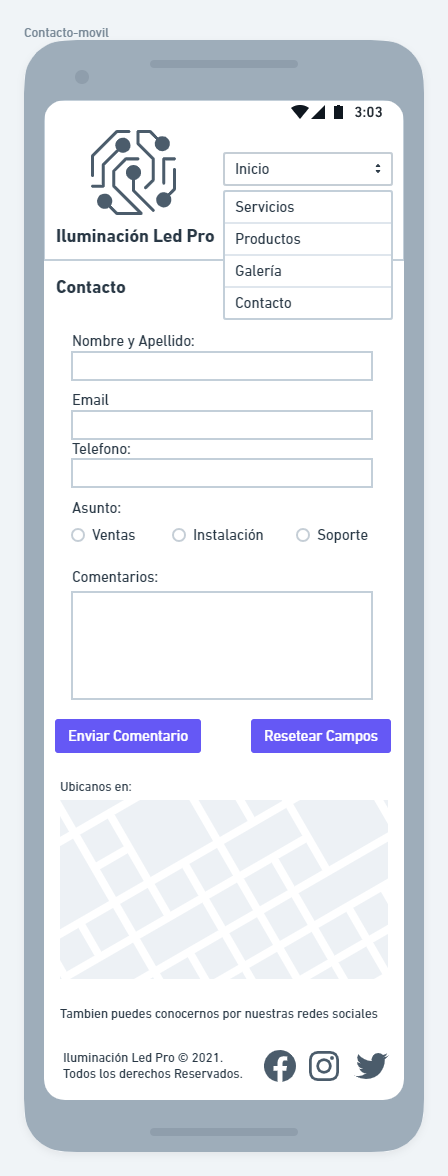 Contacto-movil
3:03
Inicio
Servicios
Productos
Galería
Contacto
Iluminación Led Pro
Contacto
Nombre y Apellido:
Email
Telefono:
Asunto:
Ventas Instalación Soporte
Comentarios:
Enviar Comentario Resetear Campos
Ubicanos en:
Tambien puedes conocernos por nuestras redes sociales
Iluminación Led Pro © 2021.
Todos los derechos Reservados.